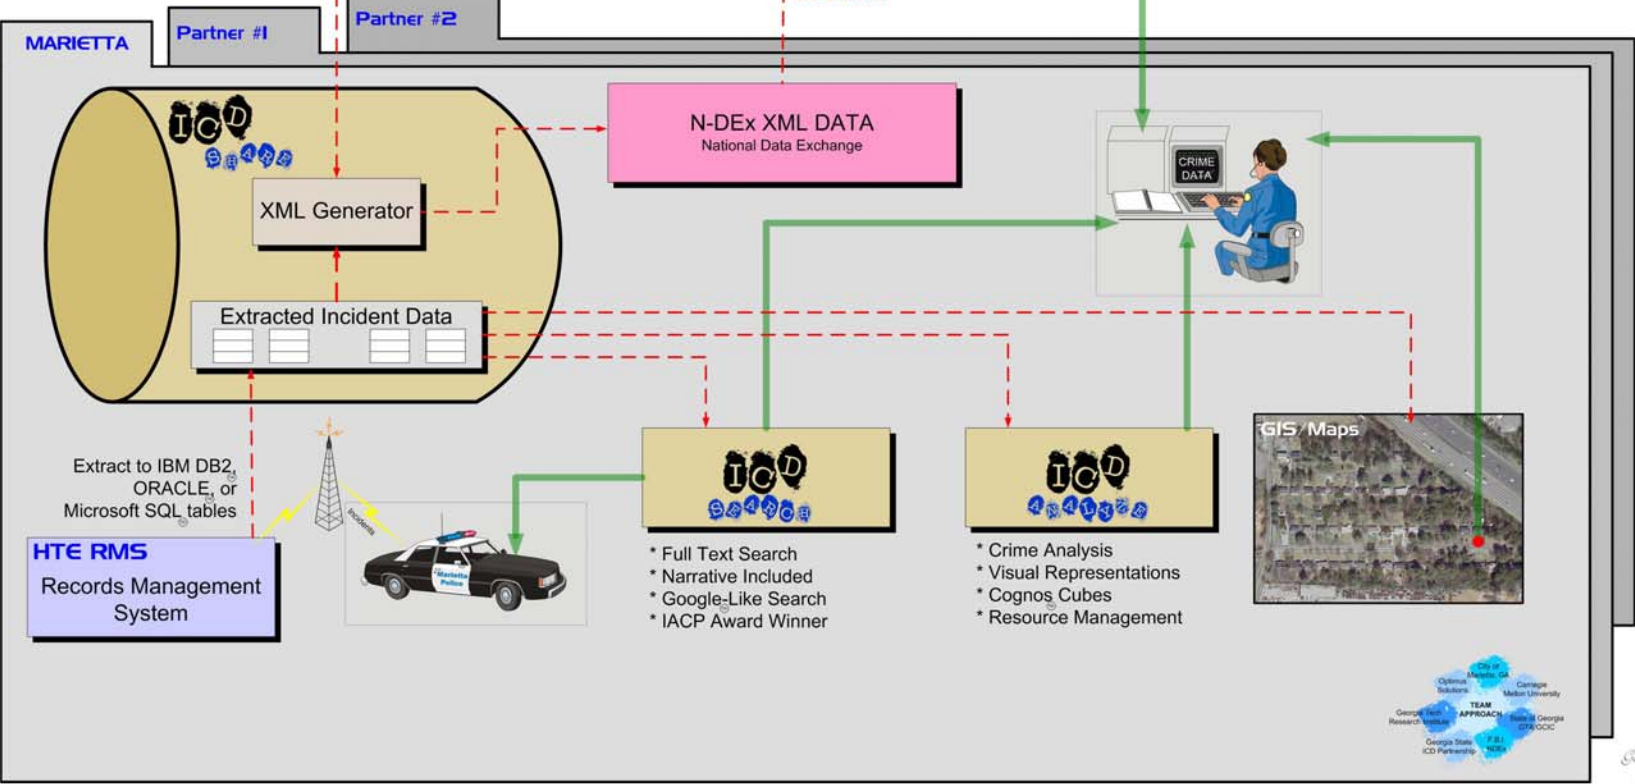 MARIETTA
Partner #1
Partner #2
ICD
SHARE
XML Generator
Extracted Incident Data
N-DEx XML DATA
National Data Exchange
CRIME
DATA
Extract to IBM DB2,
ORACLE, or
Microsoft SQL tables
HTE RMS
Records Management
System
Incidents
Marietta
Police
ICD
SEARCH
* Full Text Search
* Narrative Included
* Google-Like Search
* IACP Award Winner
ICD
ANALYZE
* Crime Analysis
* Visual Representations
* Cognos Cubes
* Resource Management
GIS/Maps
City of
Marietta, GA
Optimus
Solutions
Carnegie
Mellon University
TEAM
APPROACH
Georgia Tech
Research Institute
State of Georgia
GTA/GCIC
Georgia State
ICD Partnership
F.B.I.
NDEx